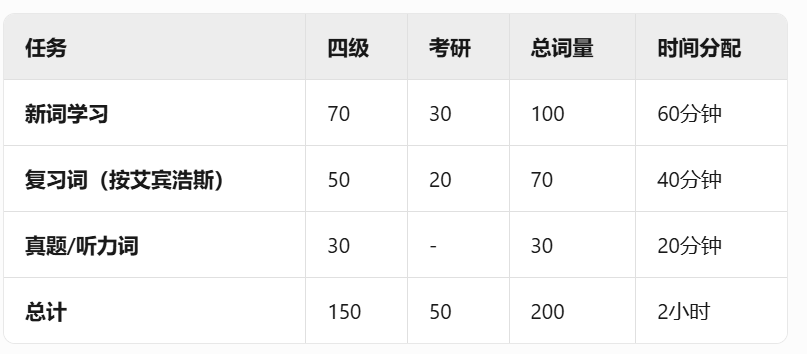 任务 四级 考研 总词量 时间分配
新词学习 70 30 100 60分钟
复习词（按艾宾浩斯） 50 20 70 40分钟
真题/听力词 30 - 30 20分钟
总计 150 50 200 2小时